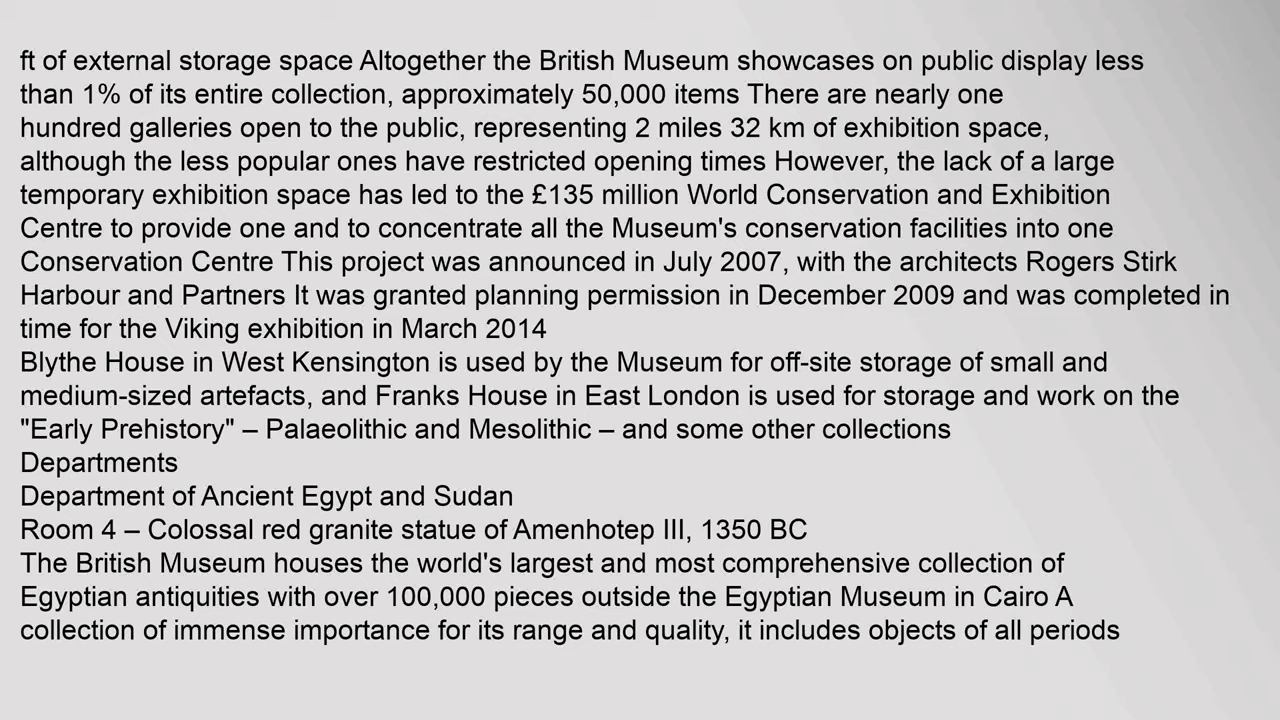 ft of external storage space Altogether the British Museum showcases on public display less
than 1% of its entire collection, approximately 50,000 items There are nearly one
hundred galleries open to the public, representing 2 miles 32 km of exhibition space,
although the less popular ones have restricted opening times However, the lack of a large
temporary exhibition space has led to the £135 million World Conservation and Exhibition
Centre to provide one and to concentrate all the Museum's conservation facilities into one
Conservation Centre This project was announced in July 2007, with the architects Rogers Stirk
Harbour and Partners It was granted planning permission in December 2009 and was completed in
time for the Viking exhibition in March 2014
Blythe House in West Kensington is used by the Museum for off-site storage of small and
medium-sized artefacts, and Franks House in East London is used for storage and work on the
"Early Prehistory" – Palaeolithic and Mesolithic – and some other collections
Departments
Department of Ancient Egypt and Sudan
Room 4 – Colossal red granite statue of Amenhotep III, 1350 BC
The British Museum houses the world's largest and most comprehensive collection of
Egyptian antiquities with over 100,000 pieces outside the Egyptian Museum in Cairo A
collection of immense importance for its range and quality, it includes objects of all periods